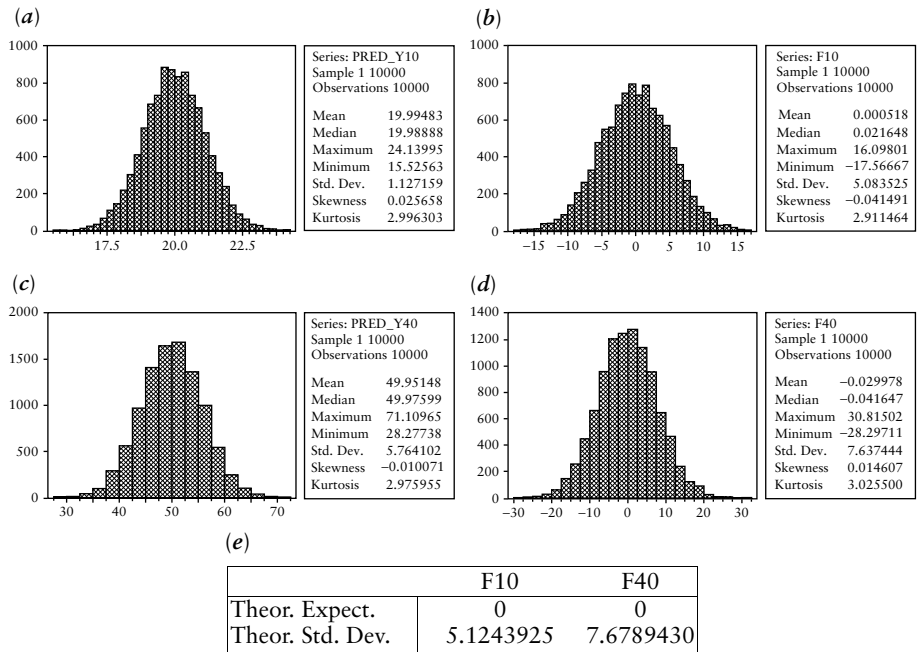 (a)
1000
800
600
400
200
0
17.5 20.0 22.5
Series: PRED_Y10
Sample 1 10000
Observations 10000
Mean 19.99483
Median 19.98888
Maximum 24.13995
Minimum 15.52563
Std. Dev. 1.127159
Skewness 0.025658
Kurtosis 2.996303
(b)
1000
800
600
400
200
0
−15 −10 −5 0 5 10 15
Series: F10
Sample 1 10000
Observations 10000
Mean 0.000518
Median 0.021648
Maximum 16.09801
Minimum −17.56667
Std. Dev. 5.083525
Skewness −0.041491
Kurtosis 2.911464
(c)
2000
1500
1000
500
0
30 40 50 60 70
Series: PRED_Y40
Sample 1 10000
Observations 10000
Mean 49.95148
Median 49.97599
Maximum 71.10965
Minimum 28.27738
Std. Dev. 5.764102
Skewness −0.010071
Kurtosis 2.975955
(d)
1400
1200
1000
800
600
400
200
0
−30 −20 −10 0 10 20 30
Series: F40
Sample 1 10000
Observations 10000
Mean −0.029978
Median −0.041647
Maximum 30.81502
Minimum −28.29711
Std. Dev. 7.637444
Skewness 0.014607
Kurtosis 3.025500
(e)
F10 F40
Theor. Expect. 0 0
Theor. Std. Dev. 5.1243925 7.6789430